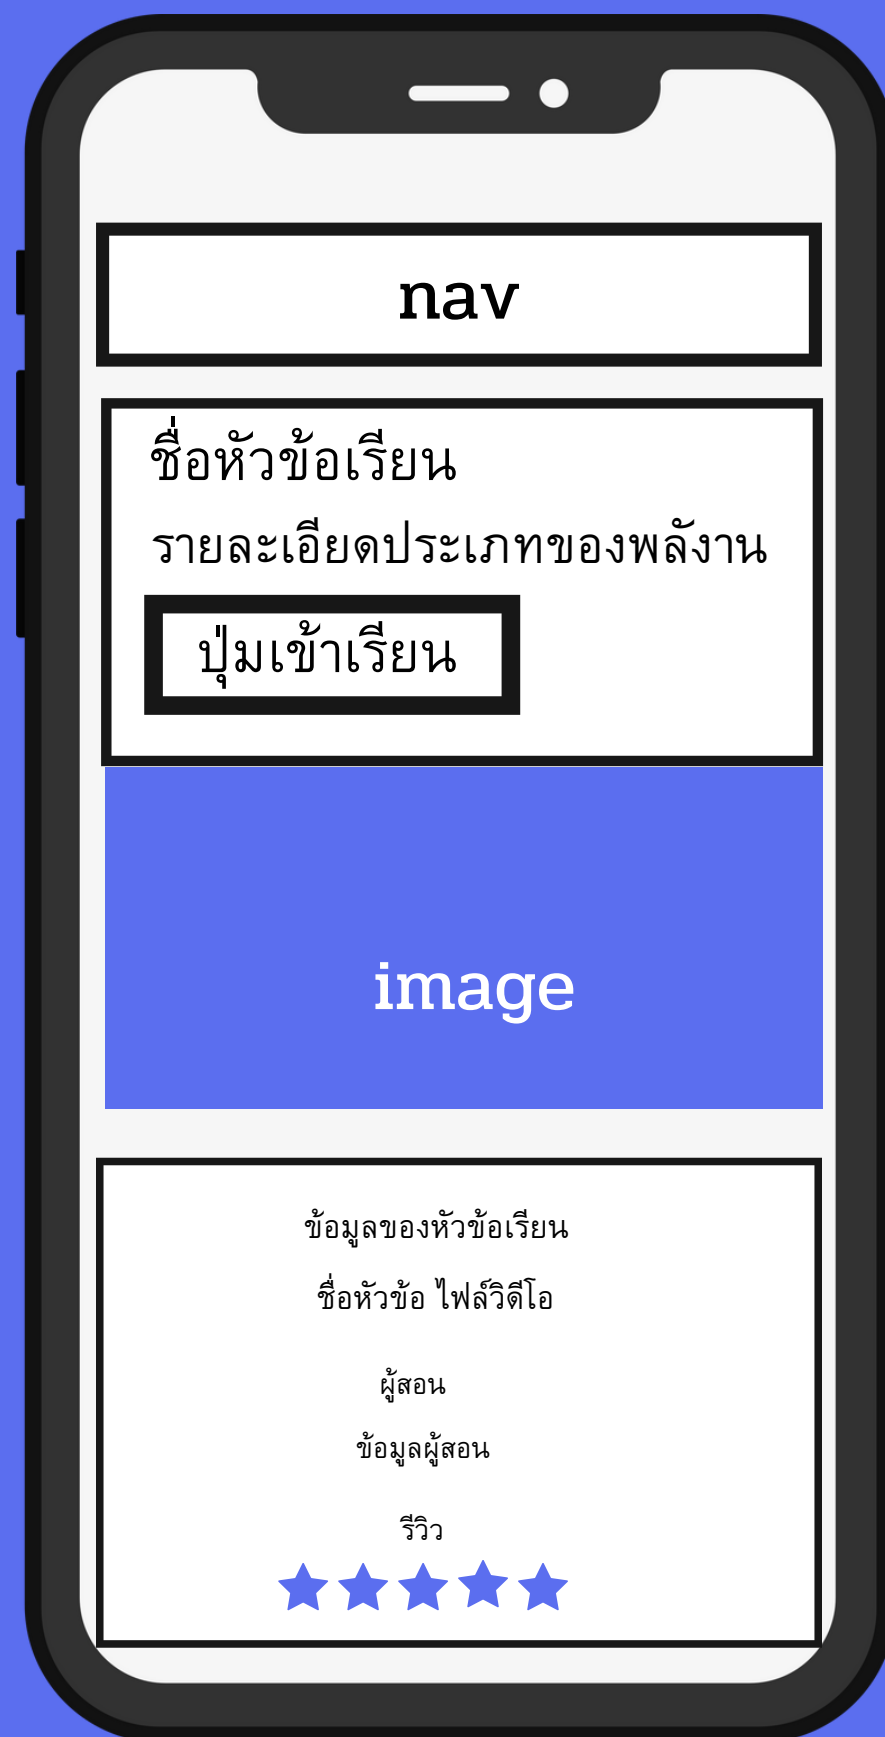 nav
ชื่อหัวข้อเรียน
รายละเอียดประเภทของพลังงาน
ปุ่มเข้าเรียน
image
ข้อมูลของหัวข้อเรียน
ชื่อหัวข้อ ไฟล์วิดีโอ
ผู้สอน
ข้อมูลผู้สอน
รีวิว